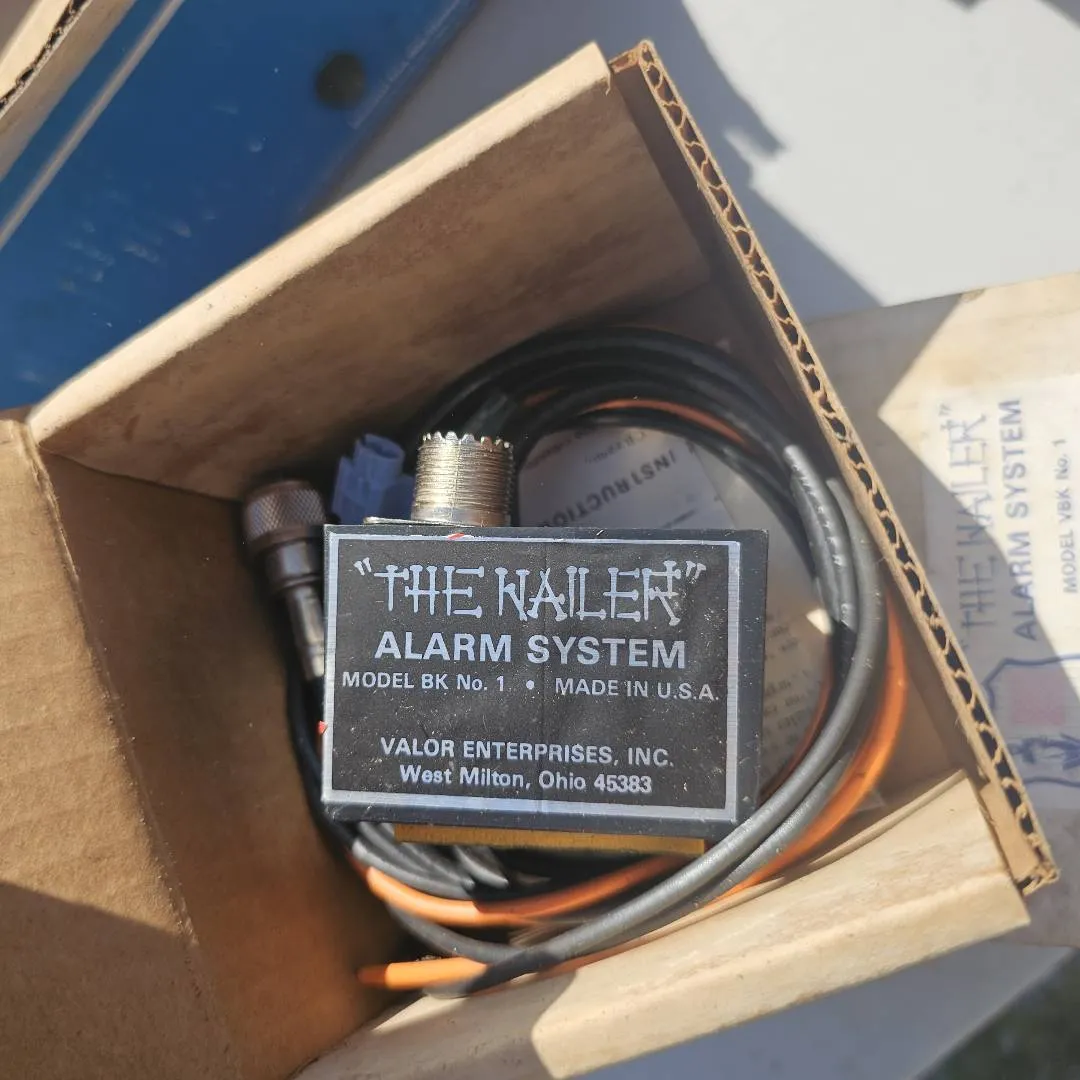 "THE NAILER"
ALARM SYSTEM
MODEL BK No. 1 • MADE IN U.S.A.
VALOR ENTERPRISES, INC.
West Milton, Ohio 45383
INSTRUCTION
"THE NAILER"
ALARM SYSTEM
MODEL VBK No. 1